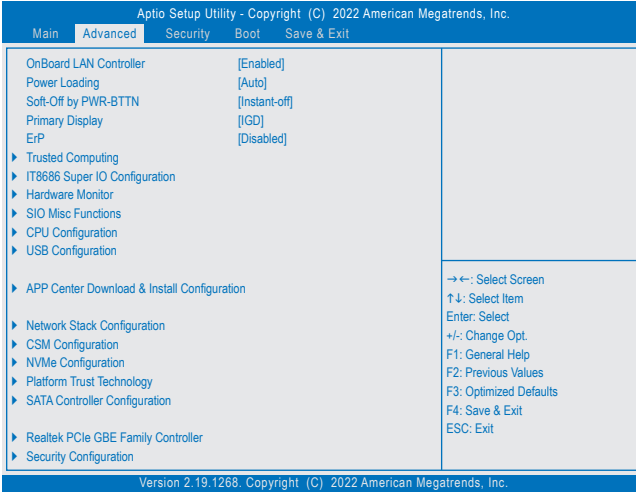 Aptio Setup Utility - Copyright (C) 2022 American Megatrends, Inc.
Main Advanced Security Boot Save & Exit
OnBoard LAN Controller [Enabled]
Power Loading [Auto]
Soft-Off by PWR-BTTN [Instant-off]
Primary Display [IGD]
ErP [Disabled]
Trusted Computing
IT8686 Super IO Configuration
Hardware Monitor
SIO Misc Functions
CPU Configuration
USB Configuration
APP Center Download & Install Configuration
Network Stack Configuration
CSM Configuration
NVMe Configuration
Platform Trust Technology
SATA Controller Configuration
Realtek PCIe GBE Family Controller
Security Configuration
→←: Select Screen
↑↓: Select Item
Enter: Select
+/-: Change Opt.
F1: General Help
F2: Previous Values
F3: Optimized Defaults
F4: Save & Exit
ESC: Exit
Version 2.19.1268. Copyright (C) 2022 American Megatrends, Inc.